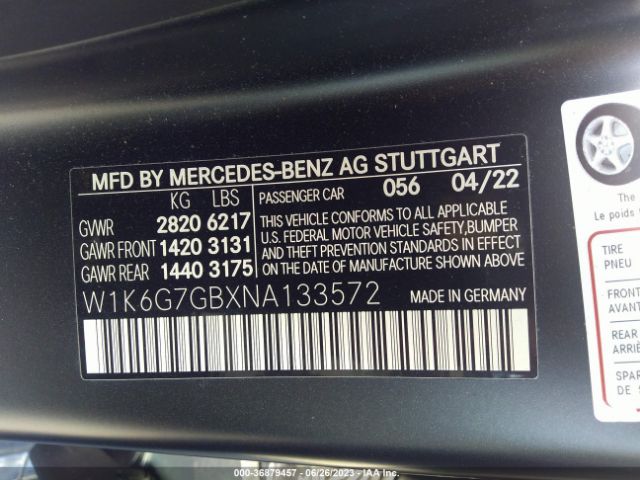 MFD BY MERCEDES-BENZ AG STUTTGART
KG LBS
GVWR 2820 6217
GAWR FRONT 1420 3131
GAWR REAR 1440 3175
PASSENGER CAR 056 04/22
THIS VEHICLE CONFORMS TO ALL APPLICABLE
U.S. FEDERAL MOTOR VEHICLE SAFETY,BUMPER
AND THEFT PREVENTION STANDARDS IN
EFFECT ON THE DATE OF
MANUFACTURE SHOWN ABOVE
W1K6G7GBXNA133572
MADE IN GERMANY
The
Le poids
TIRE
PNEU
FRONT
AVANT
REAR
ARRIÈ
SPAR
DE
000-36879457 - 06/26/2023 - IAA Inc.